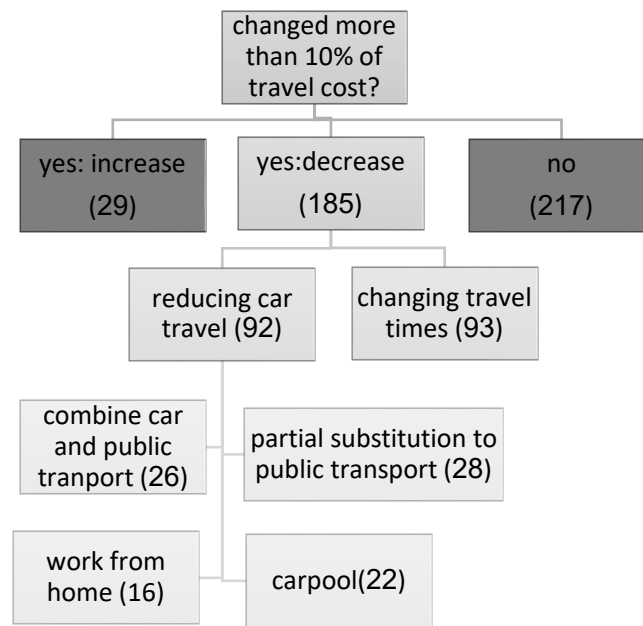 changed more
than 10% of
travel cost?
yes: increase
(29)
yes:decrease
(185)
no
(217)
reducing car
travel (92)
changing travel
times (93)
combine car
and public
tranport (26)
partial substitution to
public transport (28)
work from
home (16)
carpool(22)